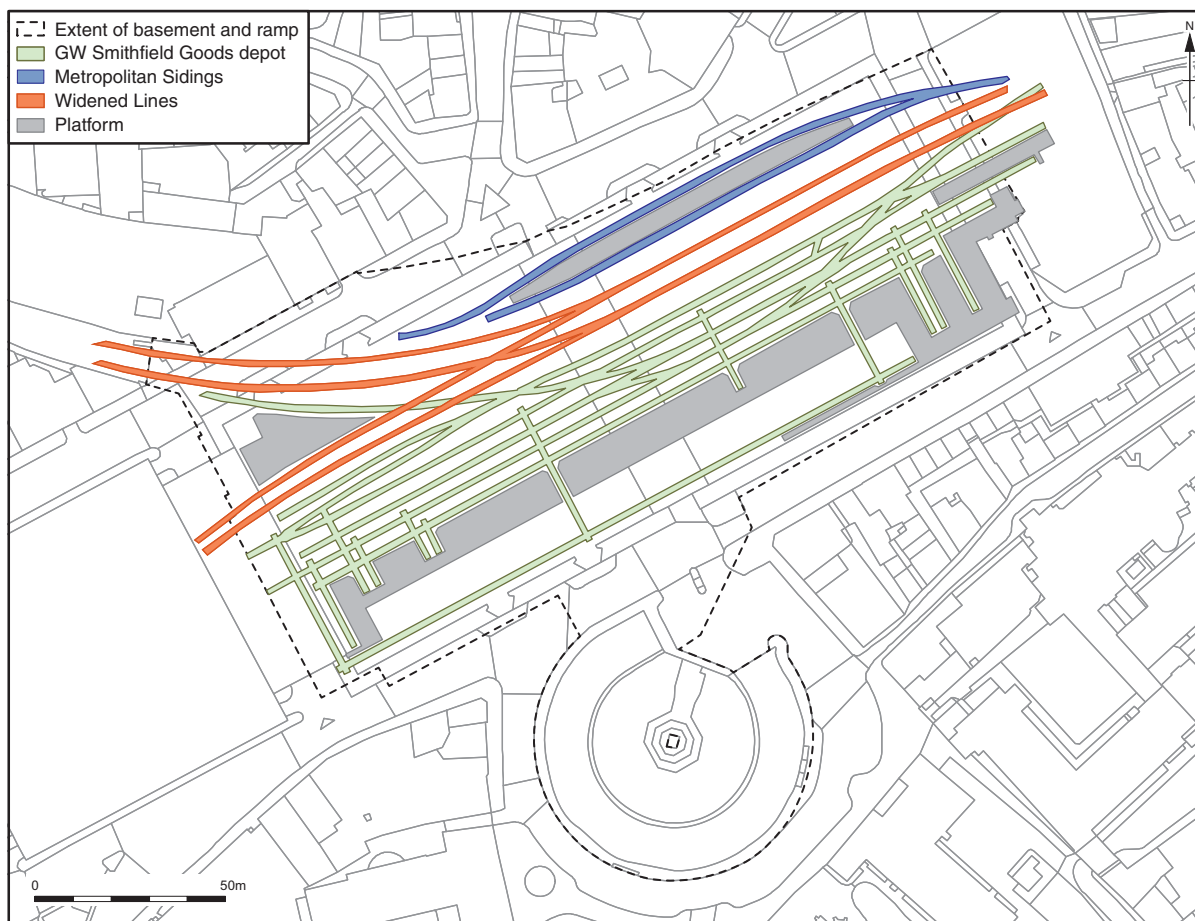 Extent of basement and ramp
GW Smithfield Goods depot
Metropolitan Sidings
Widened Lines
Platform
N
0 50m